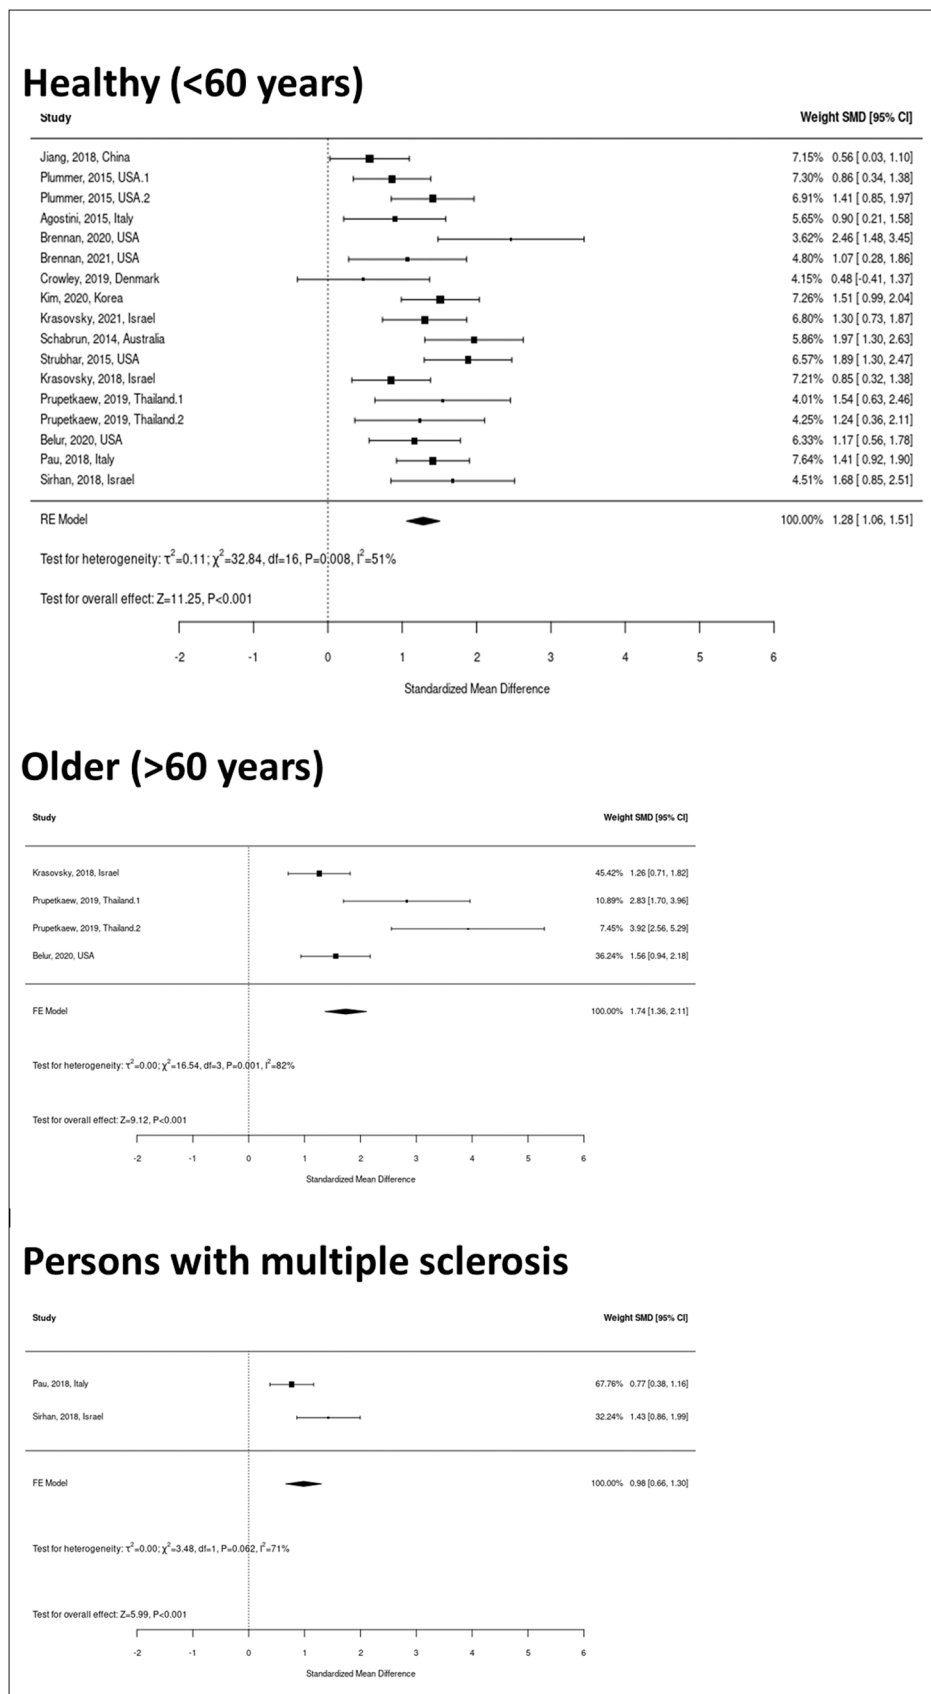 Healthy (<60 years)
Study Weight SMD [95% CI]
Jiang, 2018, China 7.15% 0.56 [ 0.03, 1.10]
Plummer, 2015, USA.1 7.30% 0.86 [ 0.34, 1.38]
Plummer, 2015, USA.2 6.91% 1.41 [ 0.85, 1.97]
Agostini, 2015, Italy 5.65% 0.90 [ 0.21, 1.58]
Brennan, 2020, USA 3.62% 2.46 [ 1.48, 3.45]
Brennan, 2021, USA 4.80% 1.07 [ 0.28, 1.86]
Crowley, 2019, Denmark 4.15% 0.48 [-0.41, 1.37]
Kim, 2020, Korea 7.26% 1.51 [ 0.99, 2.04]
Krasovsky, 2021, Israel 6.80% 1.30 [ 0.73, 1.87]
Schabrun, 2014, Australia 5.86% 1.97 [ 1.30, 2.63]
Strubhar, 2015, USA 6.57% 1.89 [ 1.30, 2.47]
Krasovsky, 2018, Israel 7.21% 0.85 [ 0.32, 1.38]
Prupetkaew, 2019, Thailand.1 4.01% 1.54 [ 0.63, 2.46]
Prupetkaew, 2019, Thailand.2 4.25% 1.24 [ 0.36, 2.11]
Belur, 2020, USA 6.33% 1.17 [ 0.56, 1.78]
Pau, 2018, Italy 7.64% 1.41 [ 0.92, 1.90]
Sirhan, 2018, Israel 4.51% 1.68 [ 0.85, 2.51]
RE Model 100.00% 1.28 [ 1.06, 1.51]
Test for heterogeneity: τ²=0.11; χ²=32.84, df=16, P=0.008, I²=51%
Test for overall effect: Z=11.25, P<0.001
-2 -1 0 1 2 3 4 5 6
Standardized Mean Difference
Older (>60 years)
Study Weight SMD [95% CI]
Krasovsky, 2018, Israel 45.42% 1.26 [0.71, 1.82]
Prupetkaew, 2019, Thailand.1 10.89% 2.83 [1.70, 3.96]
Prupetkaew, 2019, Thailand.2 7.45% 3.92 [2.56, 5.29]
Belur, 2020, USA 36.24% 1.56 [0.94, 2.18]
FE Model 100.00% 1.74 [1.36, 2.11]
Test for heterogeneity: τ²=0.00; χ²=16.54, df=3, P=0.001, I²=82%
Test for overall effect: Z=9.12, P<0.001
-2 -1 0 1 2 3 4 5 6
Standardized Mean Difference
Persons with multiple sclerosis
Study Weight SMD [95% CI]
Pau, 2018, Italy 67.76% 0.77 [0.38, 1.16]
Sirhan, 2018, Israel 32.24% 1.43 [0.86, 1.99]
FE Model 100.00% 0.98 [0.66, 1.30]
Test for heterogeneity: τ²=0.00; χ²=3.48, df=1, P=0.062, I²=71%
Test for overall effect: Z=5.99, P<0.001
-2 -1 0 1 2 3 4 5 6
Standardized Mean Difference